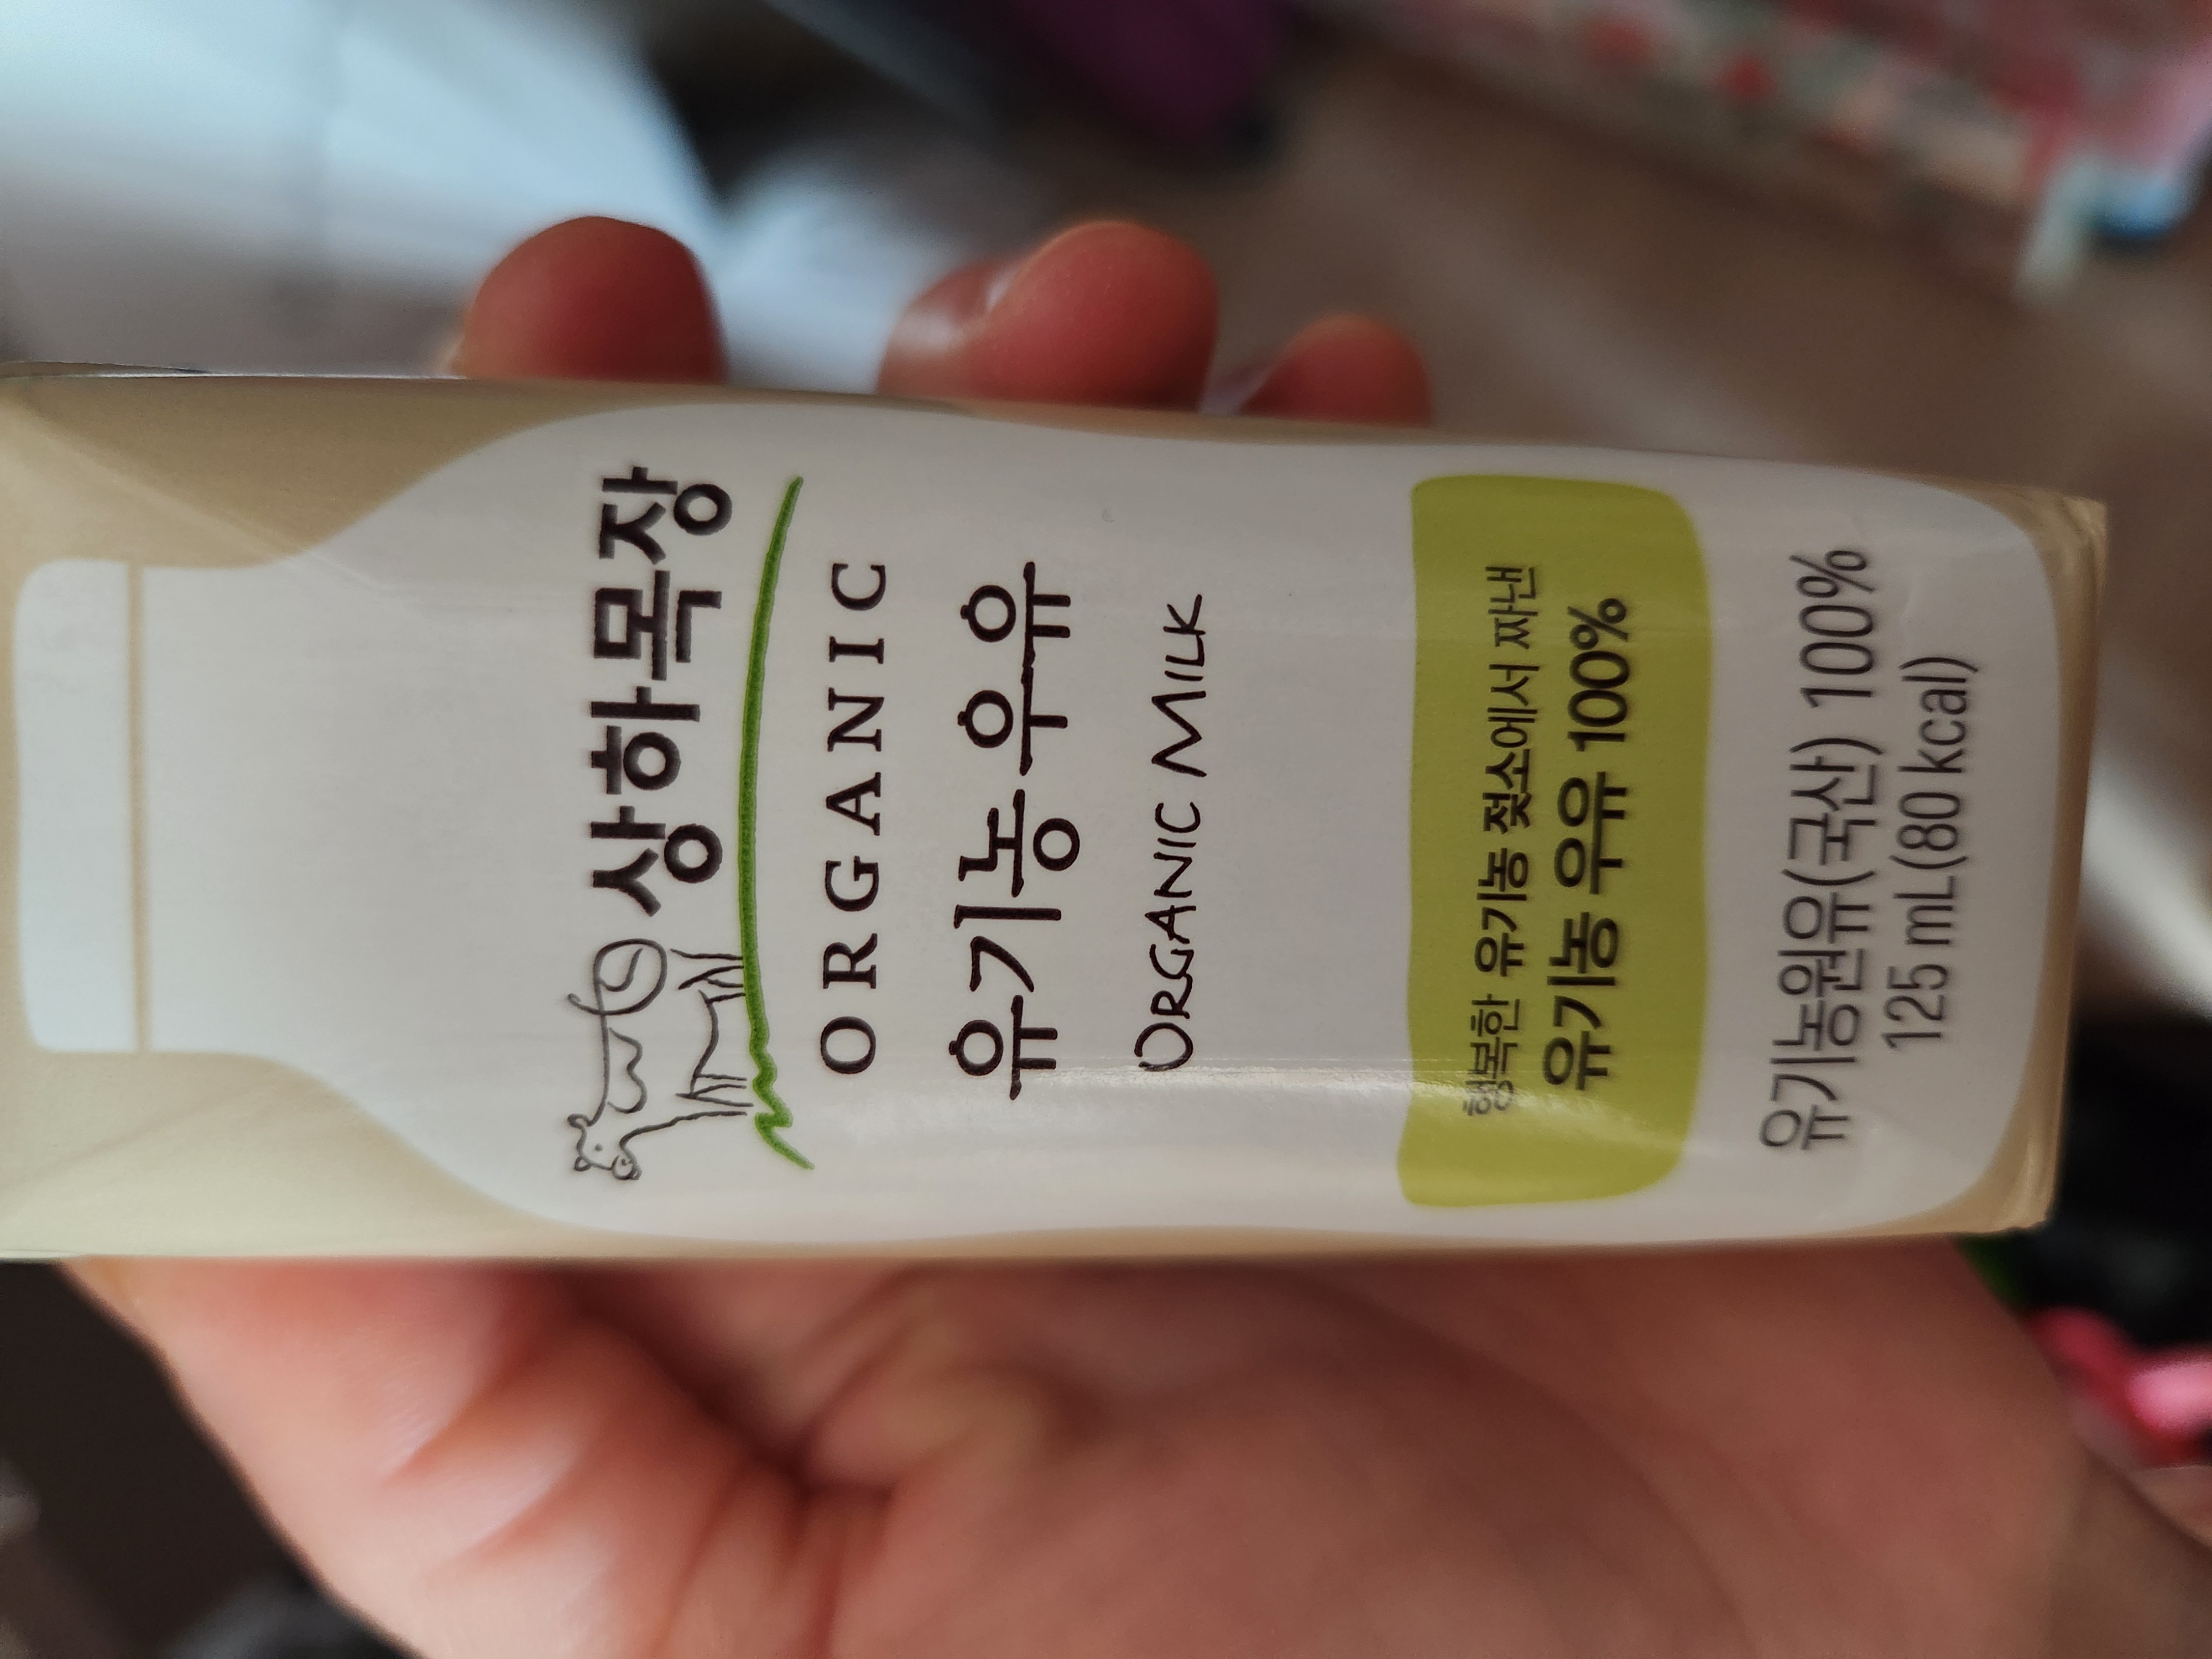 상하목장
ORGANIC
유기농 우유
ORGANIC MILK
행복한 유기농 젖소에서 짜낸
유기농 우유 100%
유기농원유(국산) 100%
125 mL(80 kcal)